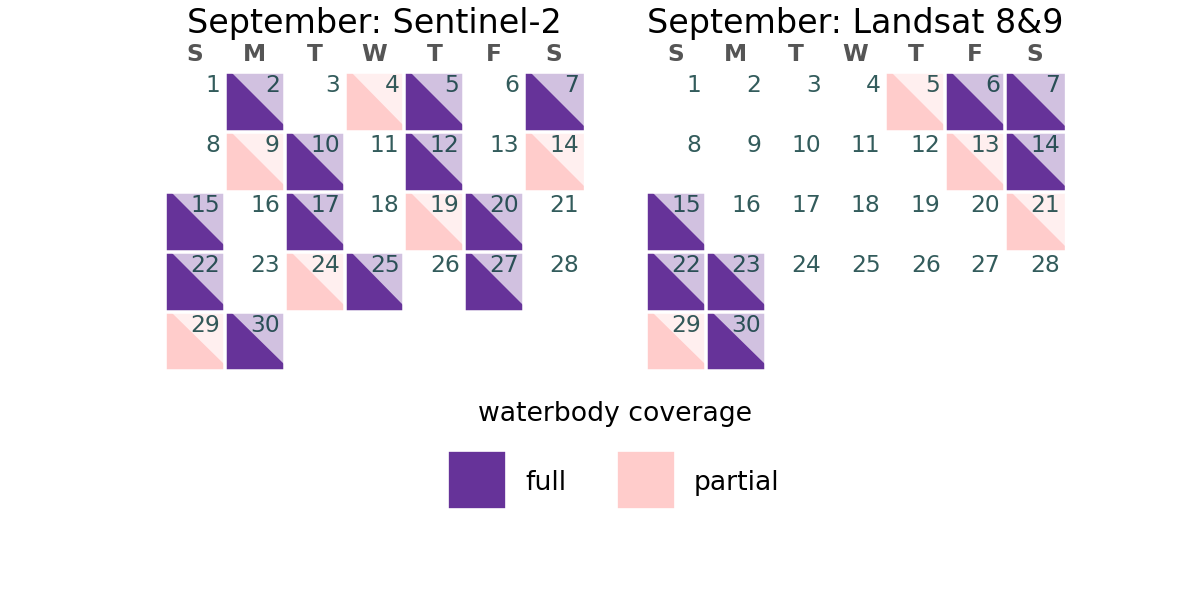 September: Sentinel-2
S M T W T F S
1 2 3 4 5 6 7
8 9 10 11 12 13 14
15 16 17 18 19 20 21
22 23 24 25 26 27 28
29 30
September: Landsat 8&9
S M T W T F S
1 2 3 4 5 6 7
8 9 10 11 12 13 14
15 16 17 18 19 20 21
22 23 24 25 26 27 28
29 30
waterbody coverage
full partial